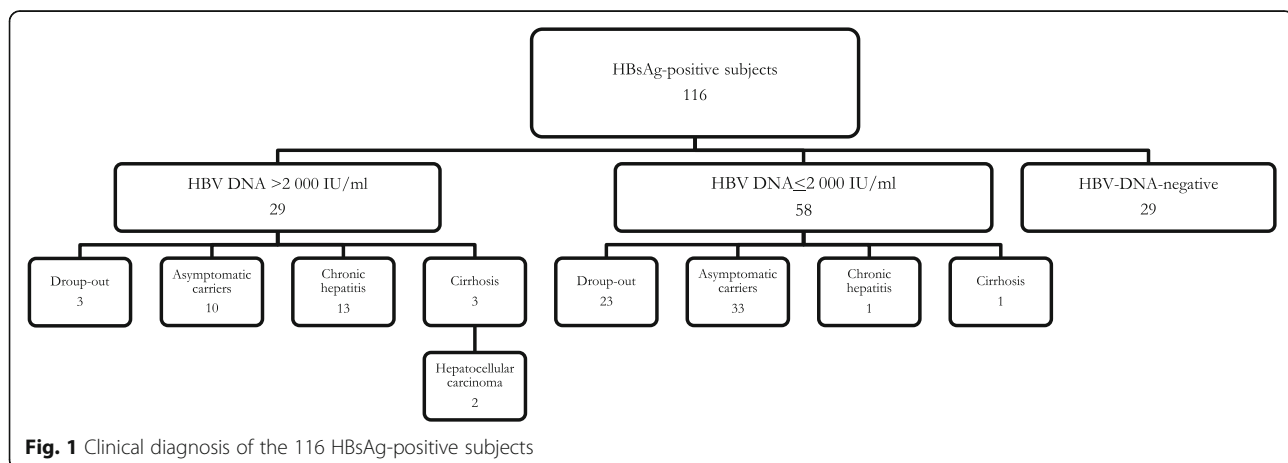 HBsAg-positive subjects
116
HBV DNA >2 000 IU/ml
29
HBV DNA≤2 000 IU/ml
58
HBV-DNA-negative
29
Droup-out
3
Asymptomatic
carriers
10
Chronic
hepatitis
13
Cirrhosis
3
Droup-out
23
Asymptomatic
carriers
33
Chronic
hepatitis
1
Cirrhosis
1
Hepatocellular
carcinoma
2
Fig. 1 Clinical diagnosis of the 116 HBsAg-positive subjects